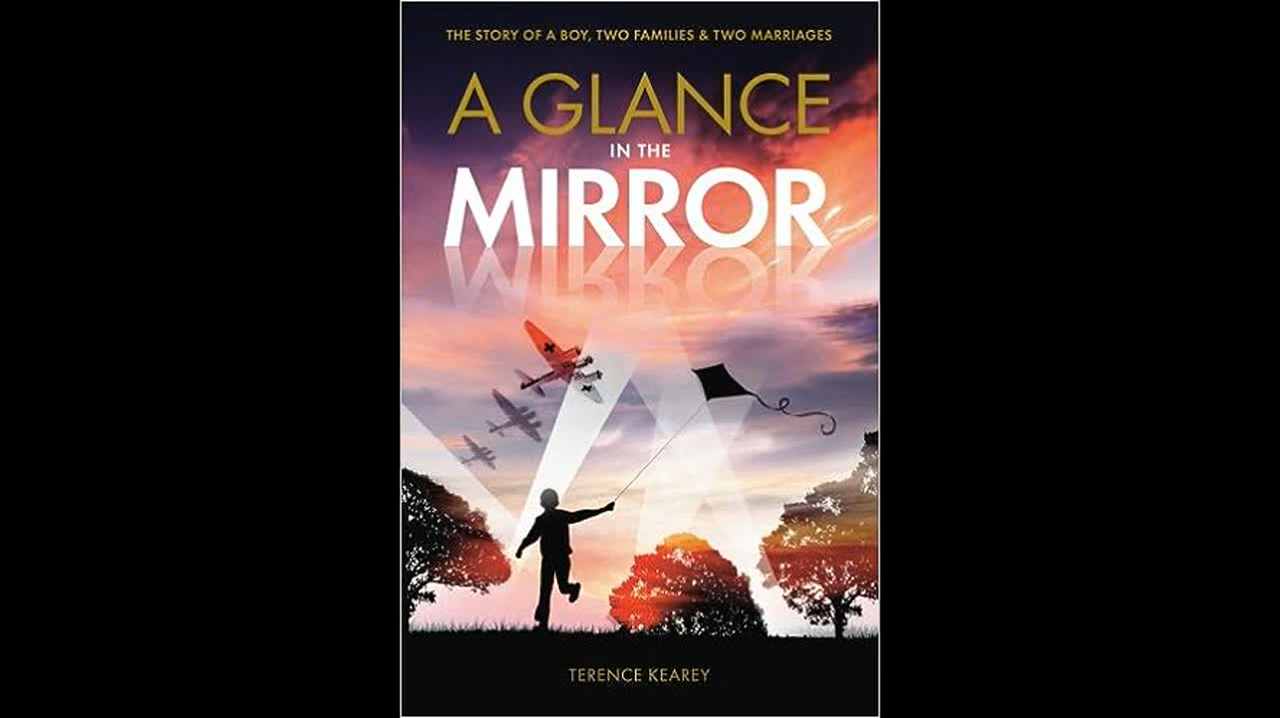 THE STORY OF A BOY, TWO FAMILIES & TWO MARRIAGES
A GLANCE
IN THE
MIRROR
TERENCE KEAREY